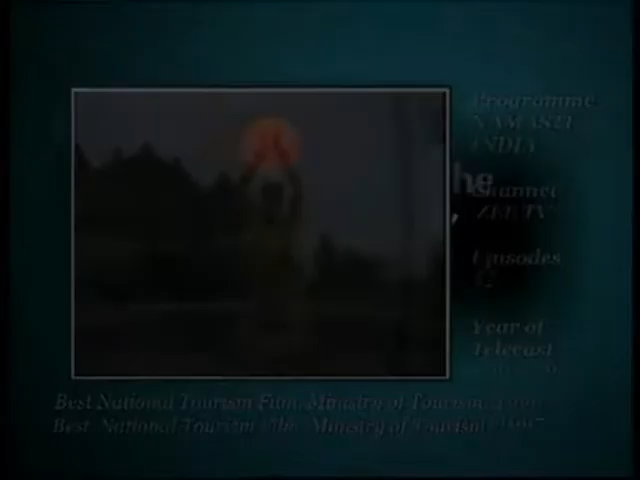 Programme
NAMASTE
INDIA
he
Channel
,
ZEE TV
Episodes
Year of
Telecast
Best National Tourism Film, Ministry of Tourism,
Best National Tourism Film, Ministry of Tourism,